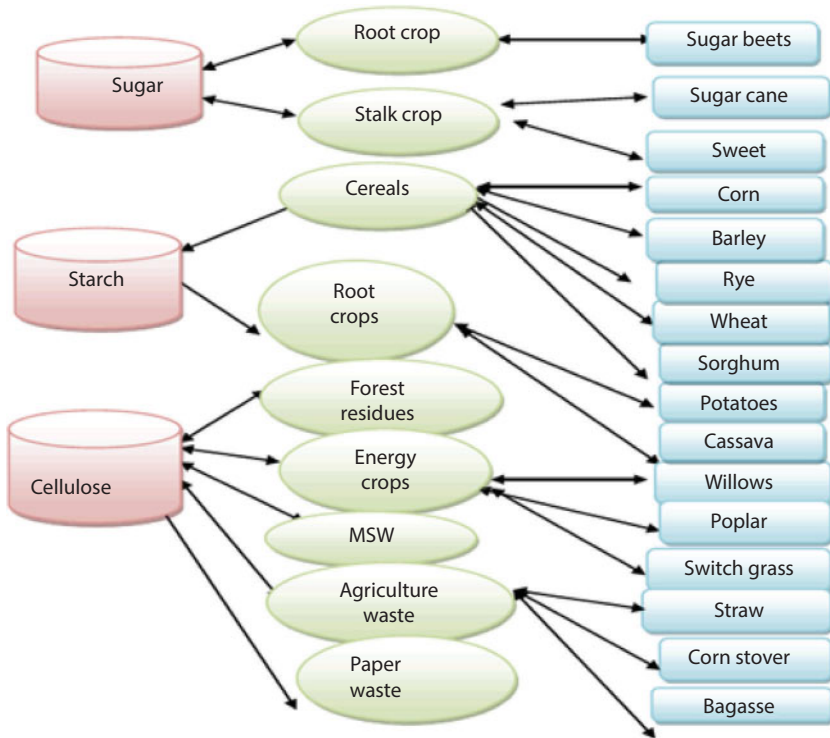 Sugar
Starch
Cellulose
Root crop
Stalk crop
Cereals
Root
crops
Forest
residues
Energy
crops
MSW
Agriculture
waste
Paper
waste
Sugar beets
Sugar cane
Sweet
Corn
Barley
Rye
Wheat
Sorghum
Potatoes
Cassava
Willows
Poplar
Switch grass
Straw
Corn stover
Bagasse